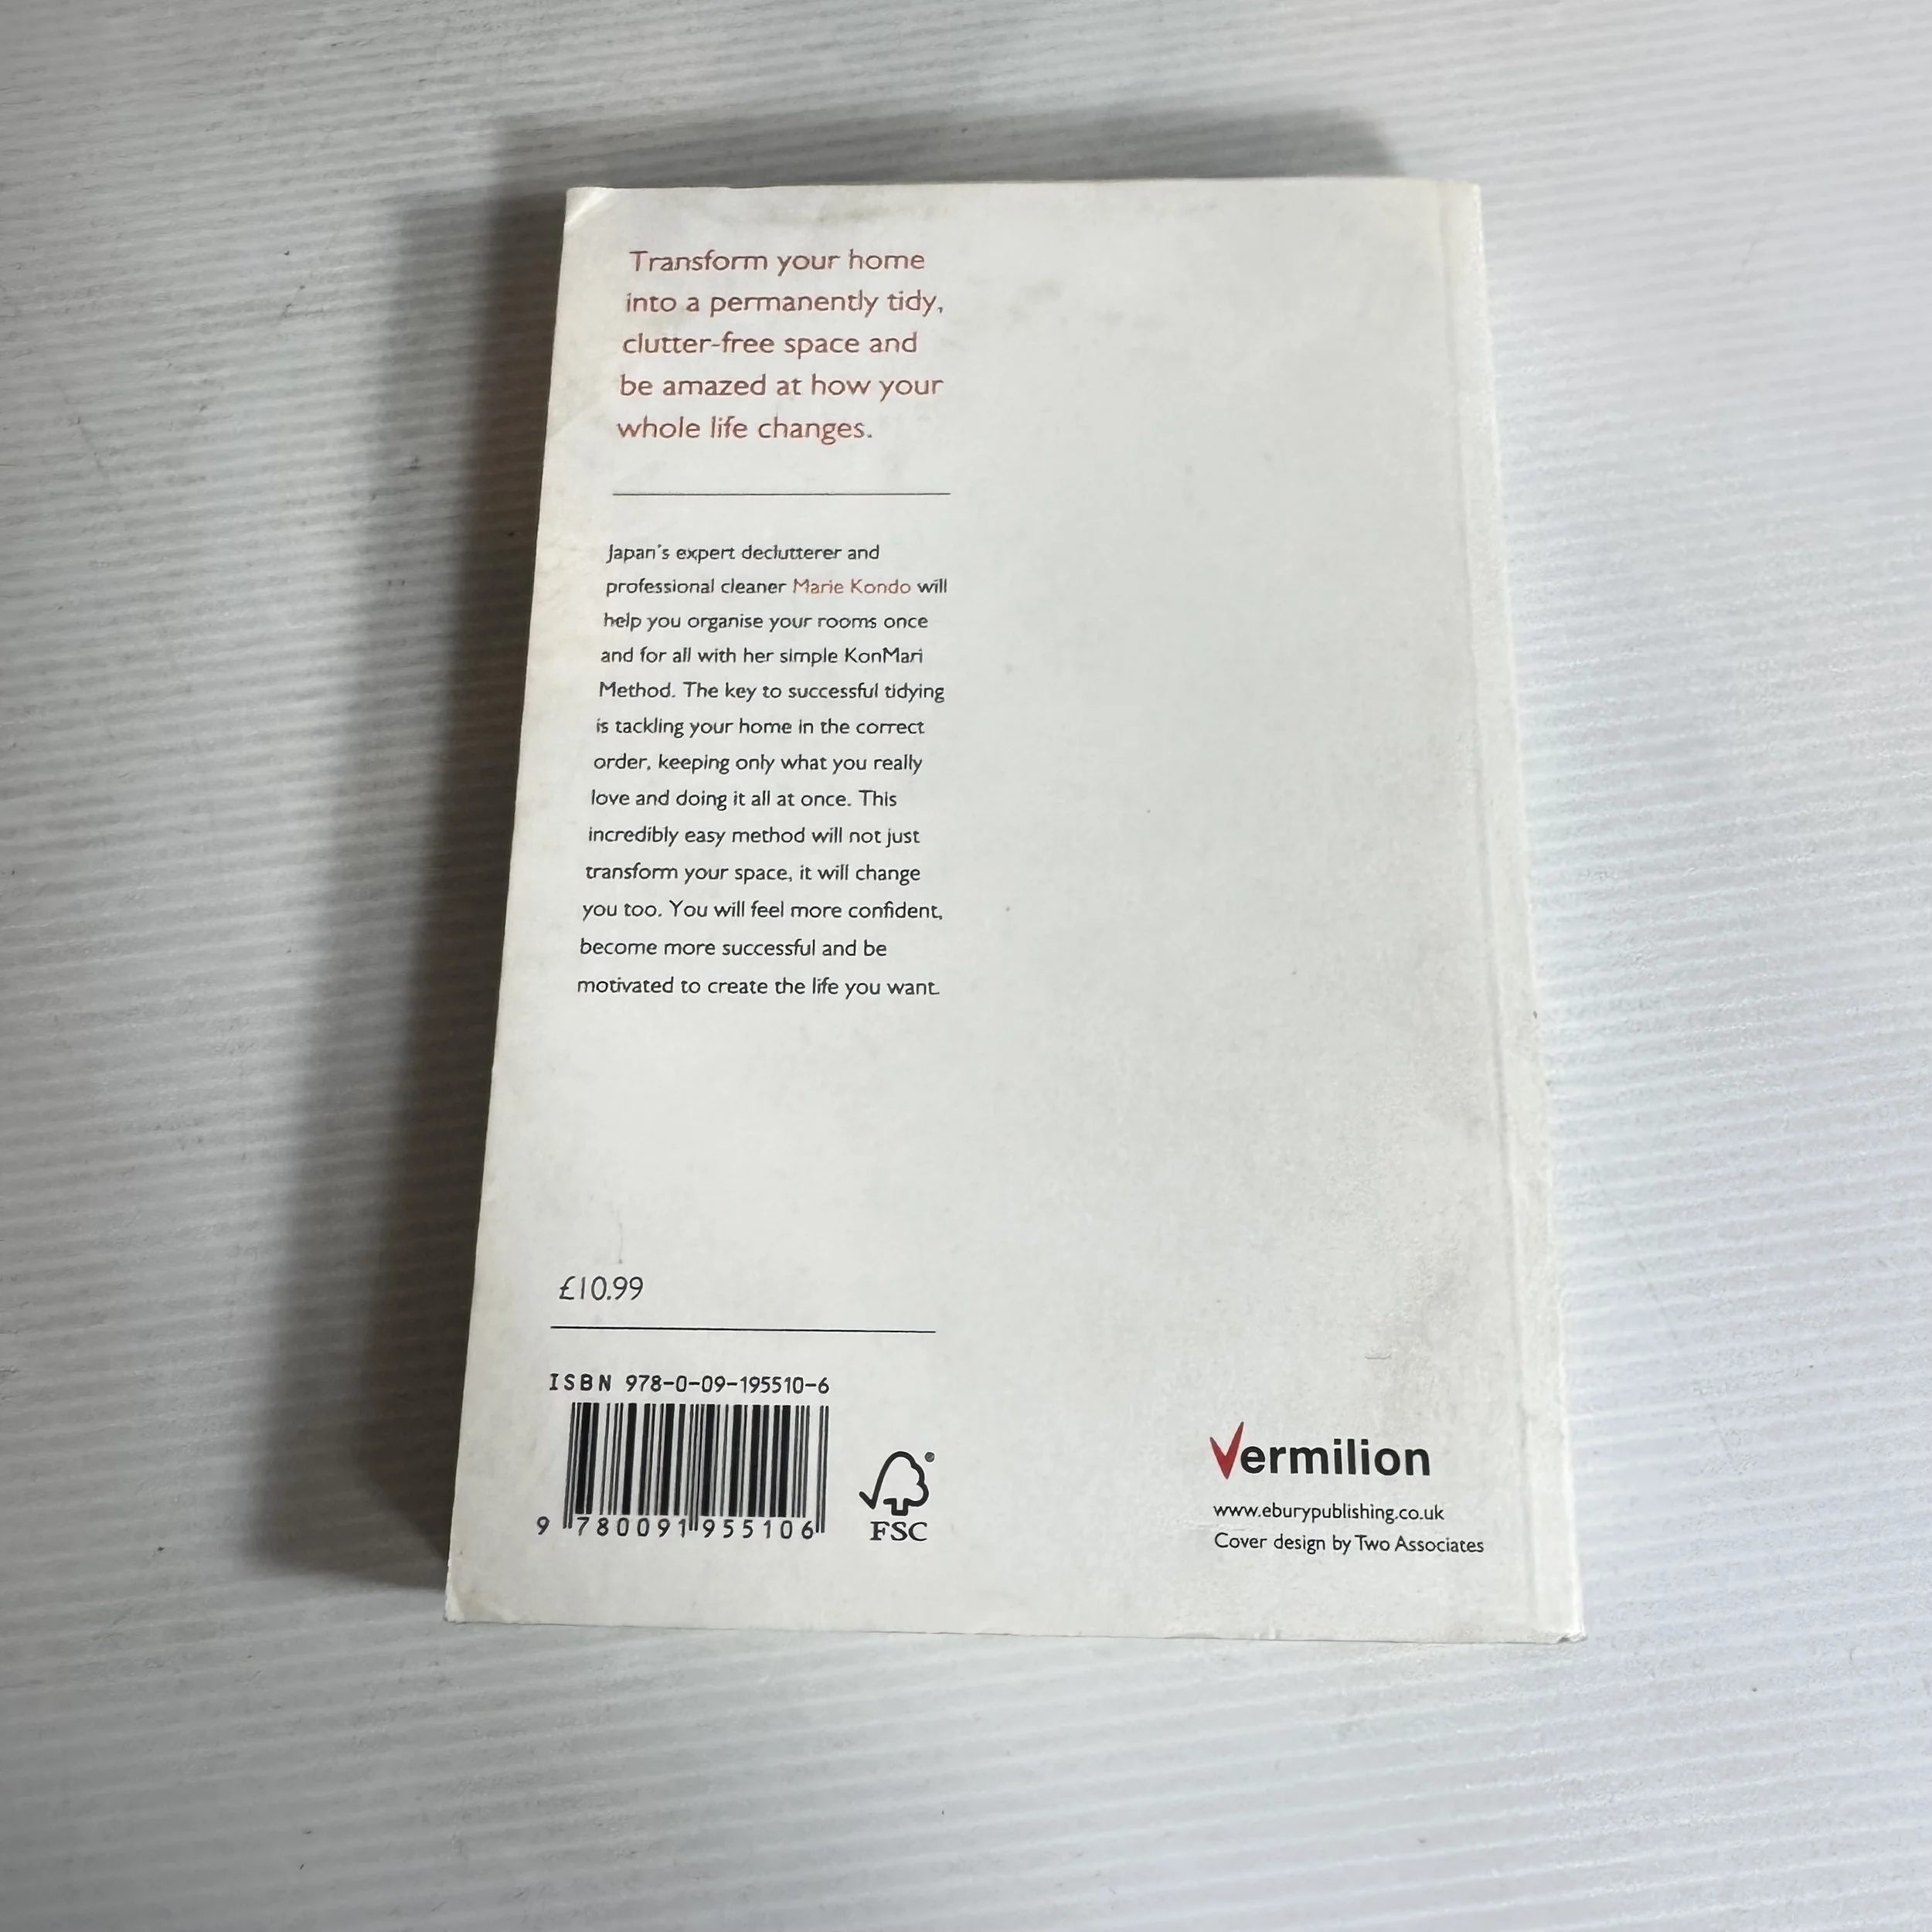 Transform your home
into a permanently tidy,
clutter-free space and
be amazed at how your
whole life changes.
Japan's expert declutterer and
professional cleaner Marie Kondo will
help you organise your rooms once
and for all with her simple KonMari
Method. The key to successful tidying
is tackling your home in the correct
order, keeping only what you really
love and doing it all at once. This
incredibly easy method will not just
transform your space, it will change
you too. You will feel more confident,
become more successful and be
motivated to create the life you want.
£10.99
ISBN 978-0-09-195510-6
9 780091 955106
FSC
®
Vermilion
www.eburypublishing.co.uk
Cover design by Two Associates